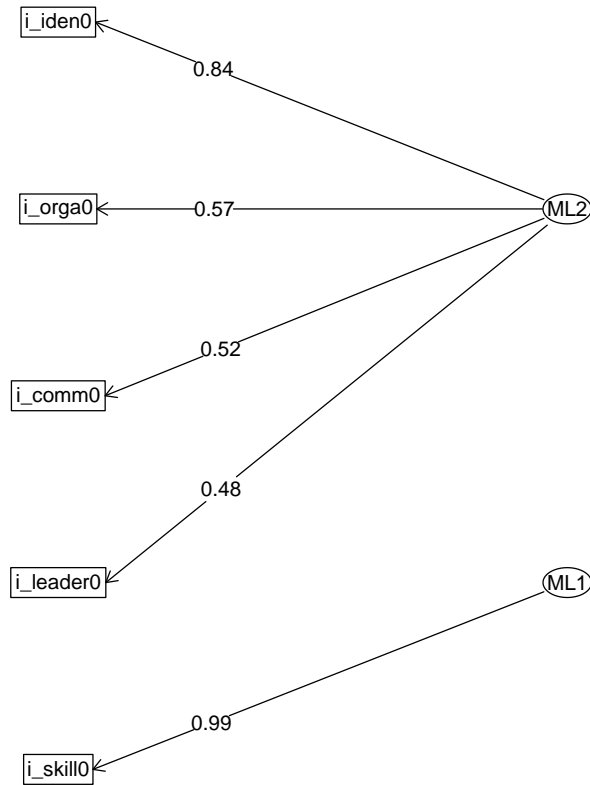 i_iden0
0.84
i_orga0
0.57
ML2
0.52
i_comm0
0.48
i_leader0
ML1
0.99
i_skill0